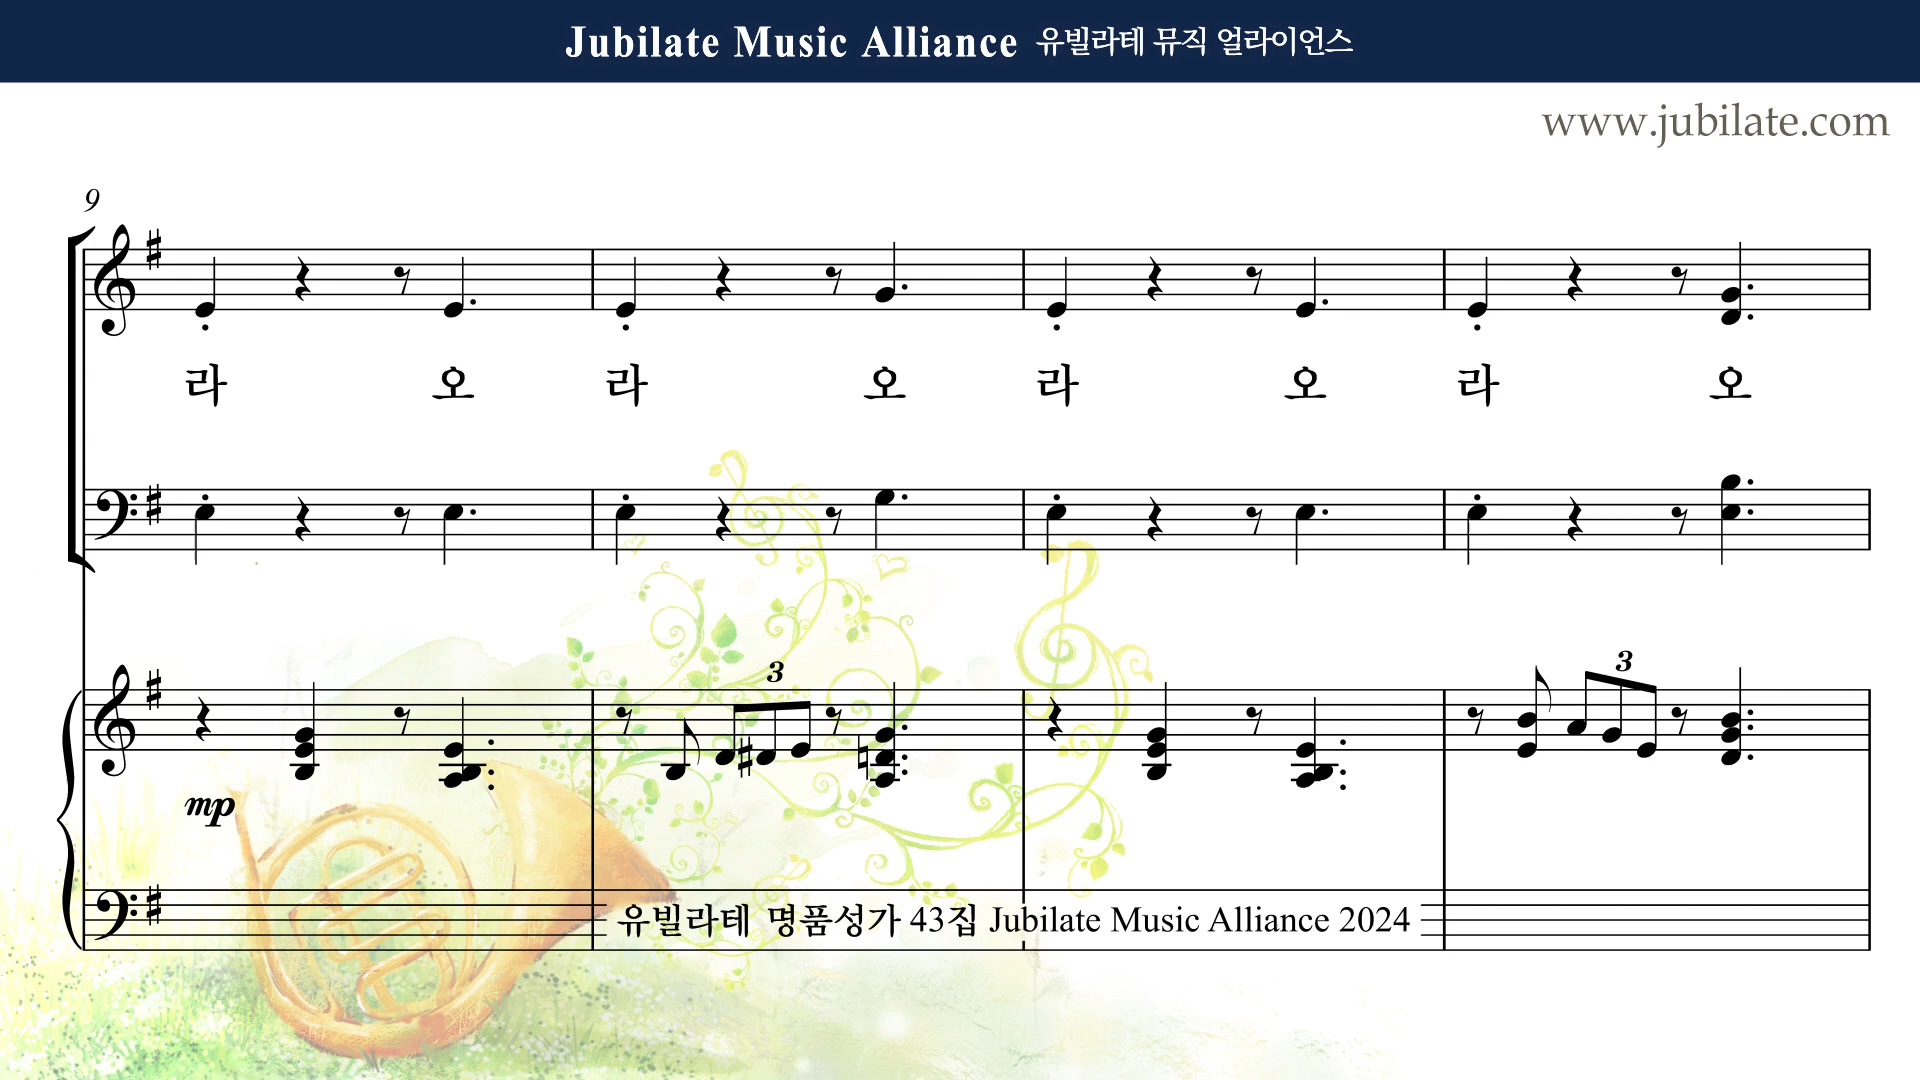 Jubilate Music Alliance 유빌라테 뮤직 얼라이언스
www.jubilate.com
9
라 오 라 오 라 오 라 오
3 3
mp
유빌라테 명품성가 43집 Jubilate Music Alliance 2024